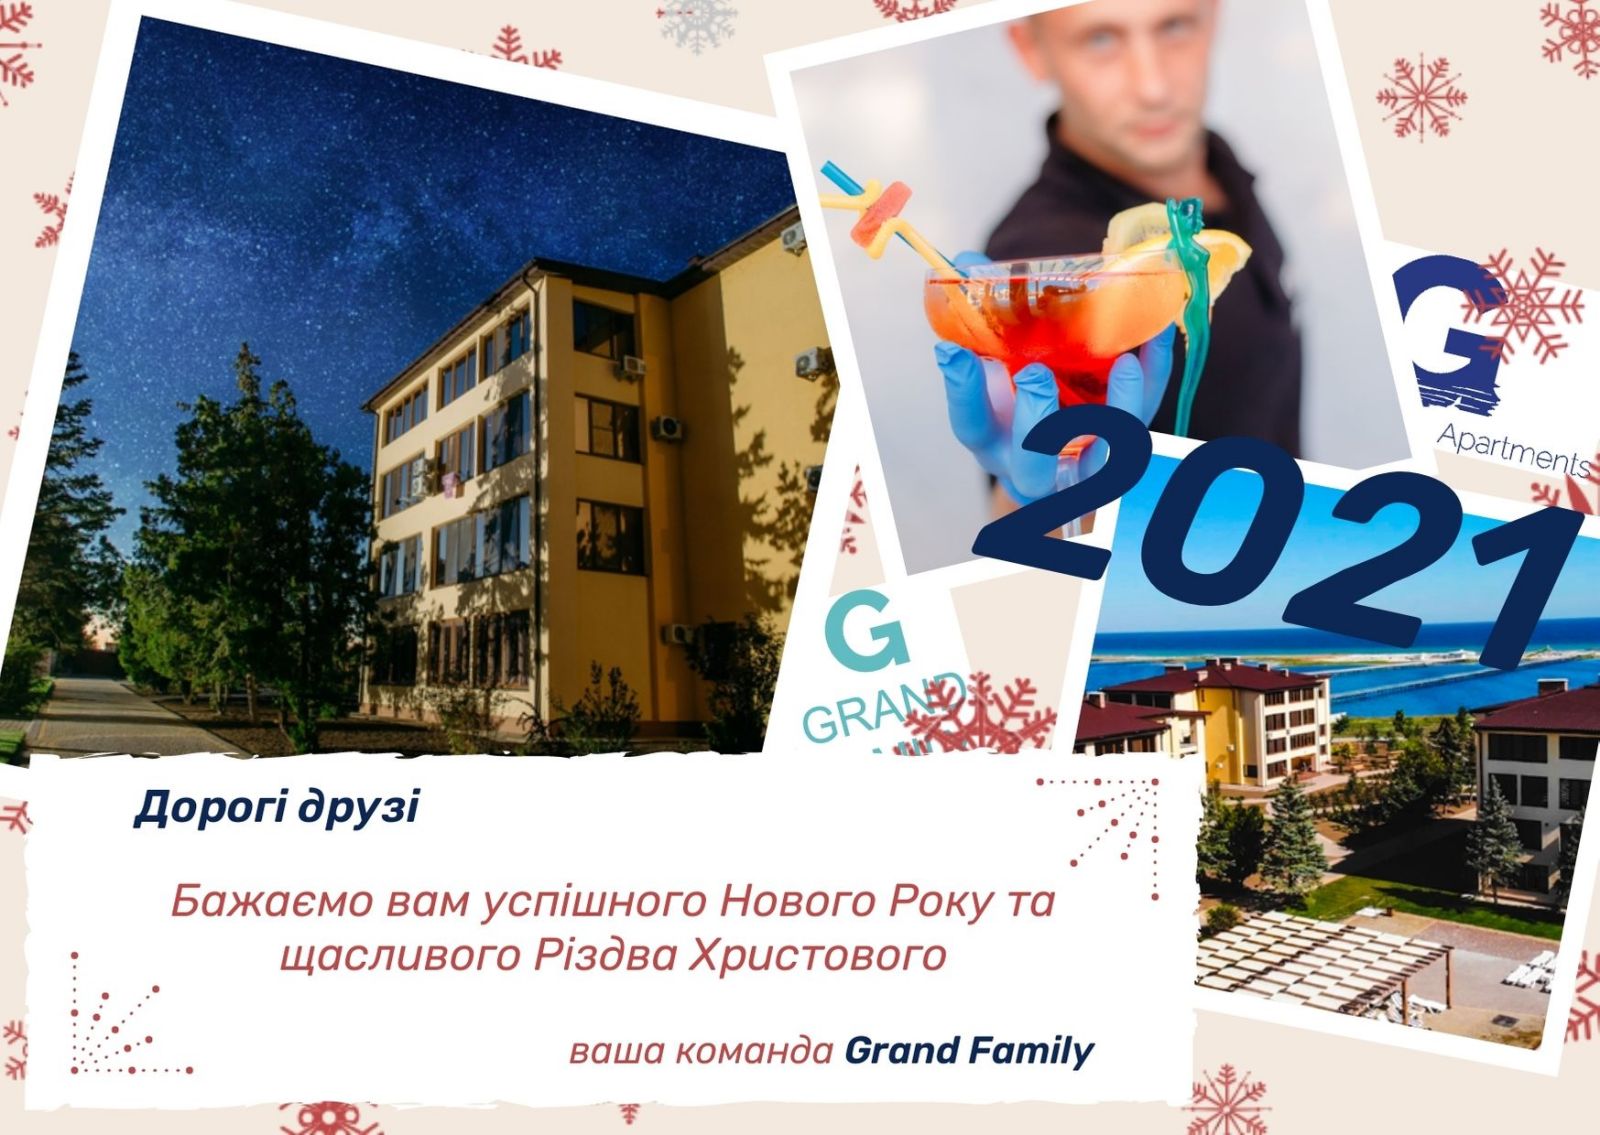 G
Apartments
2021
G
GRAND
Дорогі друзі
Бажаємо вам успішного Нового Року та
щасливого Різдва Христового
ваша команда Grand Family